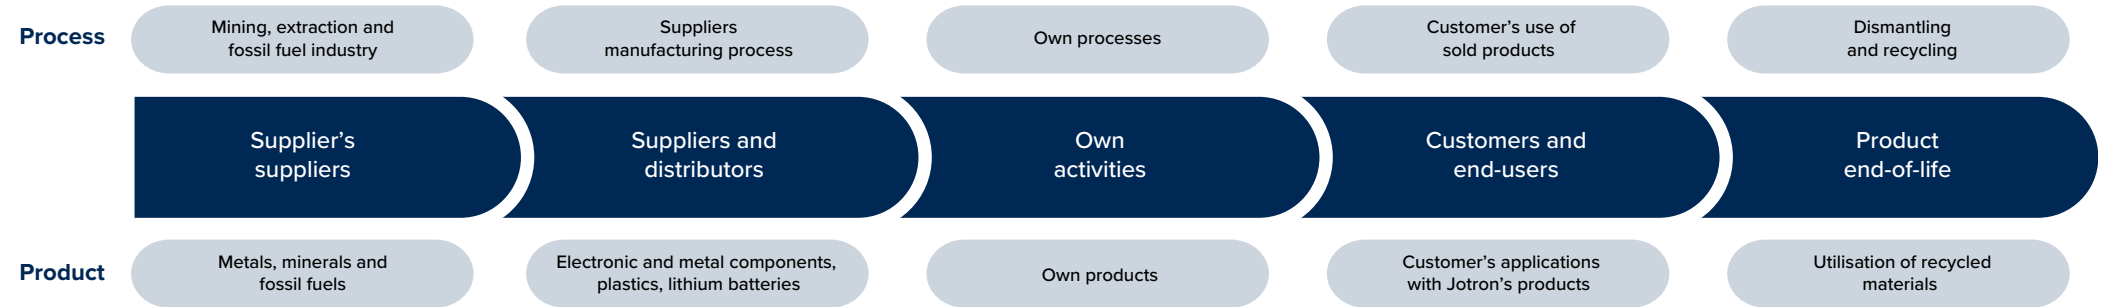 Process
Mining, extraction and
fossil fuel industry
Suppliers
manufacturing process
Own processes
Customer’s use of
sold products
Dismantling
and recycling
Supplier’s
suppliers
Suppliers and
distributors
Own
activities
Customers and
end-users
Product
end-of-life
Product
Metals, minerals and
fossil fuels
Electronic and metal components,
plastics, lithium batteries
Own products
Customer’s applications
with Jotron’s products
Utilisation of recycled
materials